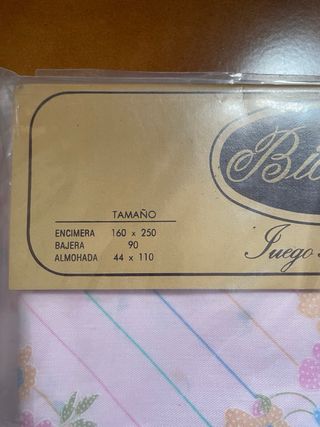 TAMAÑO
ENCIMERA 160 x 250
BAJERA 90
ALMOHADA 44 x 110
Juego